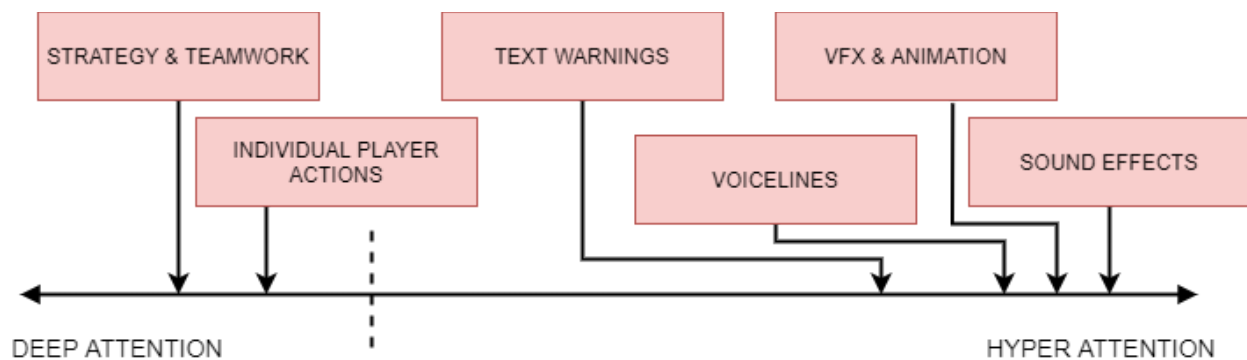 STRATEGY & TEAMWORK
TEXT WARNINGS
VFX & ANIMATION
INDIVIDUAL PLAYER
ACTIONS
VOICELINES
SOUND EFFECTS
DEEP ATTENTION
HYPER ATTENTION